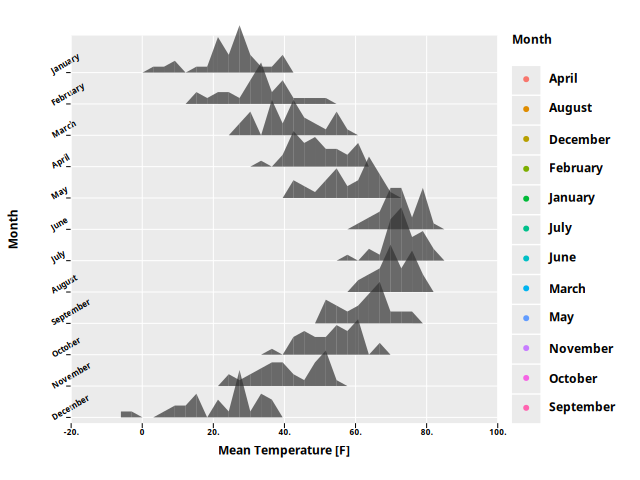 Month
January
February
March
April
May
June
July
August
September
October
November
December
-20.
0
20.
40.
60.
80.
100.
Mean Temperature [F]
Month
April
August
December
February
January
July
June
March
May
November
October
September